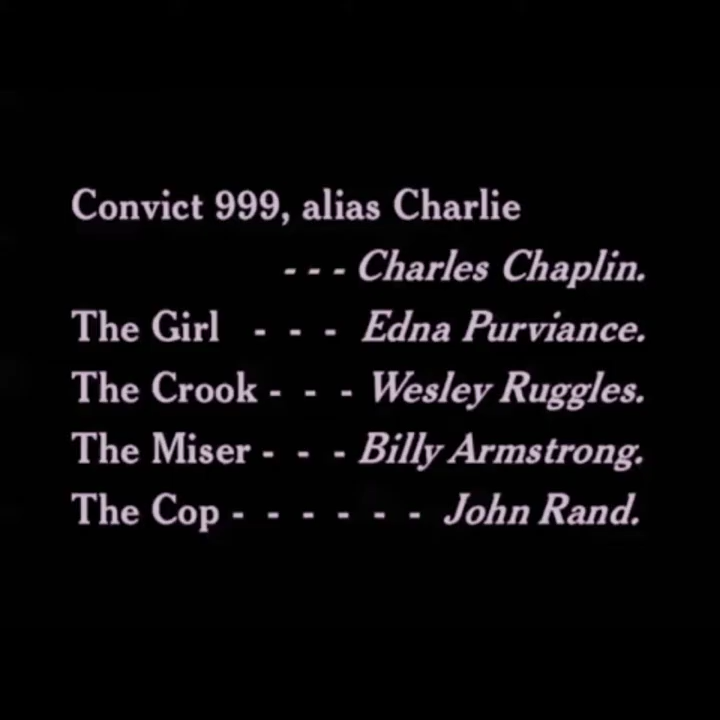 Convict 999, alias Charlie
- - - Charles Chaplin.
The Girl - - - Edna Purviance.
The Crook - - - Wesley Ruggles.
The Miser - - - Billy Armstrong.
The Cop - - - - - - John Rand.